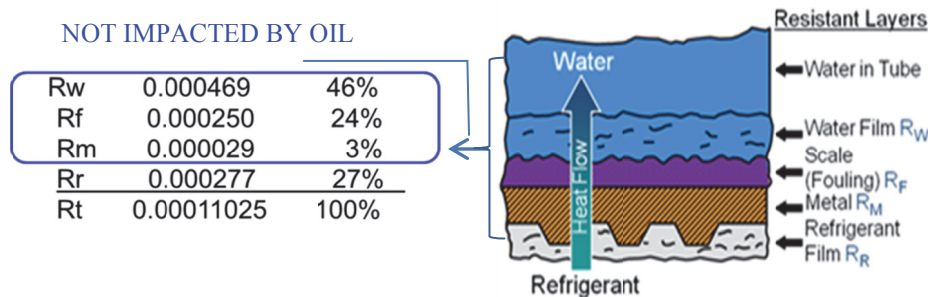 NOT IMPACTED BY OIL
Rw 0.000469 46%
Rf 0.000250 24%
Rm 0.000029 3%
Rr 0.000277 27%
Rt 0.00011025 100%
Resistant Layers
Water
Water in Tube
Water Film RW
Scale
(Fouling) RF
Metal RM
Refrigerant
Film RR
Heat Flow
Refrigerant